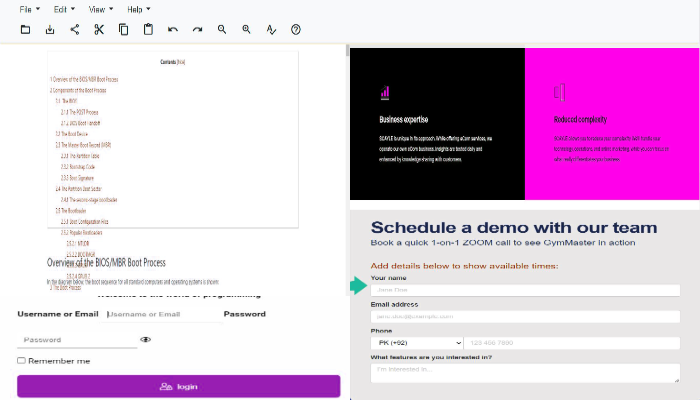 File Edit View Help
Contents [hide]
1 Overview of the BIOS/MBR Boot Process
2 Components of the Boot Process
2.1 The BIOS
2.1.1 The POST Process
2.1.2 BIOS Boot Handoff
2.2 The Boot Device
2.3 The Master Boot Record (MBR)
2.3.1 The Partition Table
2.3.2 Bootstrap Code
2.3.3 Boot Signature
2.4 The Partition Boot Sector
2.4.1 The second-stage bootloader
2.5 The Bootloader
2.5.1 Boot Configuration Files
2.5.2 Popular Bootloaders
2.5.2.1 NTLDR
2.5.2.2 BOOTMGR
Overview of the BIOS/MBR Boot Process
2.5.2.4 GRUB 2
In the diagram below, the boot sequence for all standard computers and operating systems is shown:
3 The Boot Process
Welcome to the world of programming
Username or Email
Username or Email
Password
Password
Remember me
login
Business expertise
SCAYLE is unique in its approach. While offering eCom services, we
operate our own eCom business. Insights are tested daily and
enhanced by knowledge sharing with customers.
Reduced complexity
Schedule a demo with our team
Book a quick 1-on-1 ZOOM call to see GymMaster in action
Add details below to show available times:
Your name
Jane Doe
Email address
Phone
PK (+92)
123 456 7890
What features are you interested in?
I'm interested in...